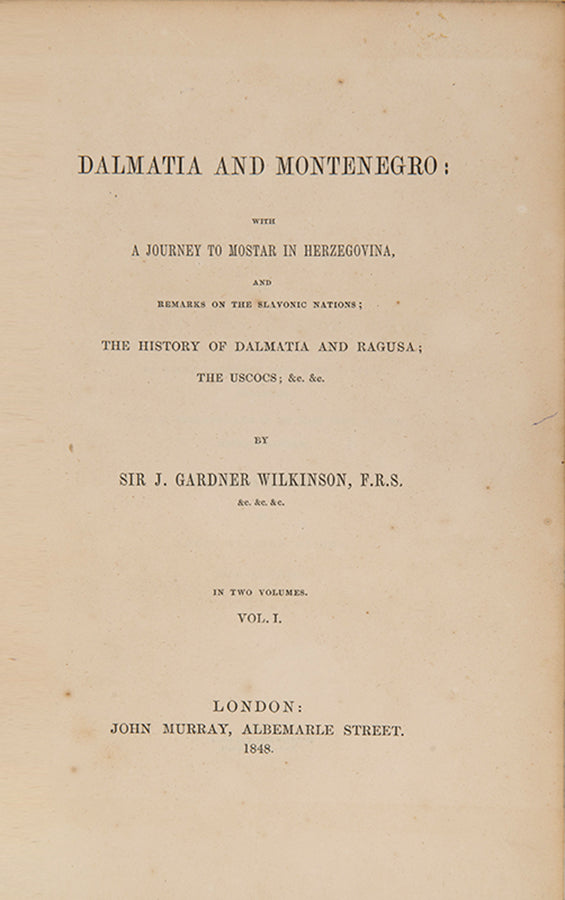 DALMATIA AND MONTENEGRO:
WITH
A JOURNEY TO MOSTAR IN HERZEGOVINA,
AND
REMARKS ON THE SLAVONIC NATIONS;
THE HISTORY OF DALMATIA AND RAGUSA;
THE USCOCS; &c. &c.
BY
SIR J. GARDNER WILKINSON, F.R.S.
&c. &c. &c.
IN TWO VOLUMES.
VOL. I.
LONDON:
JOHN MURRAY, ALBEMARLE STREET.
1848.